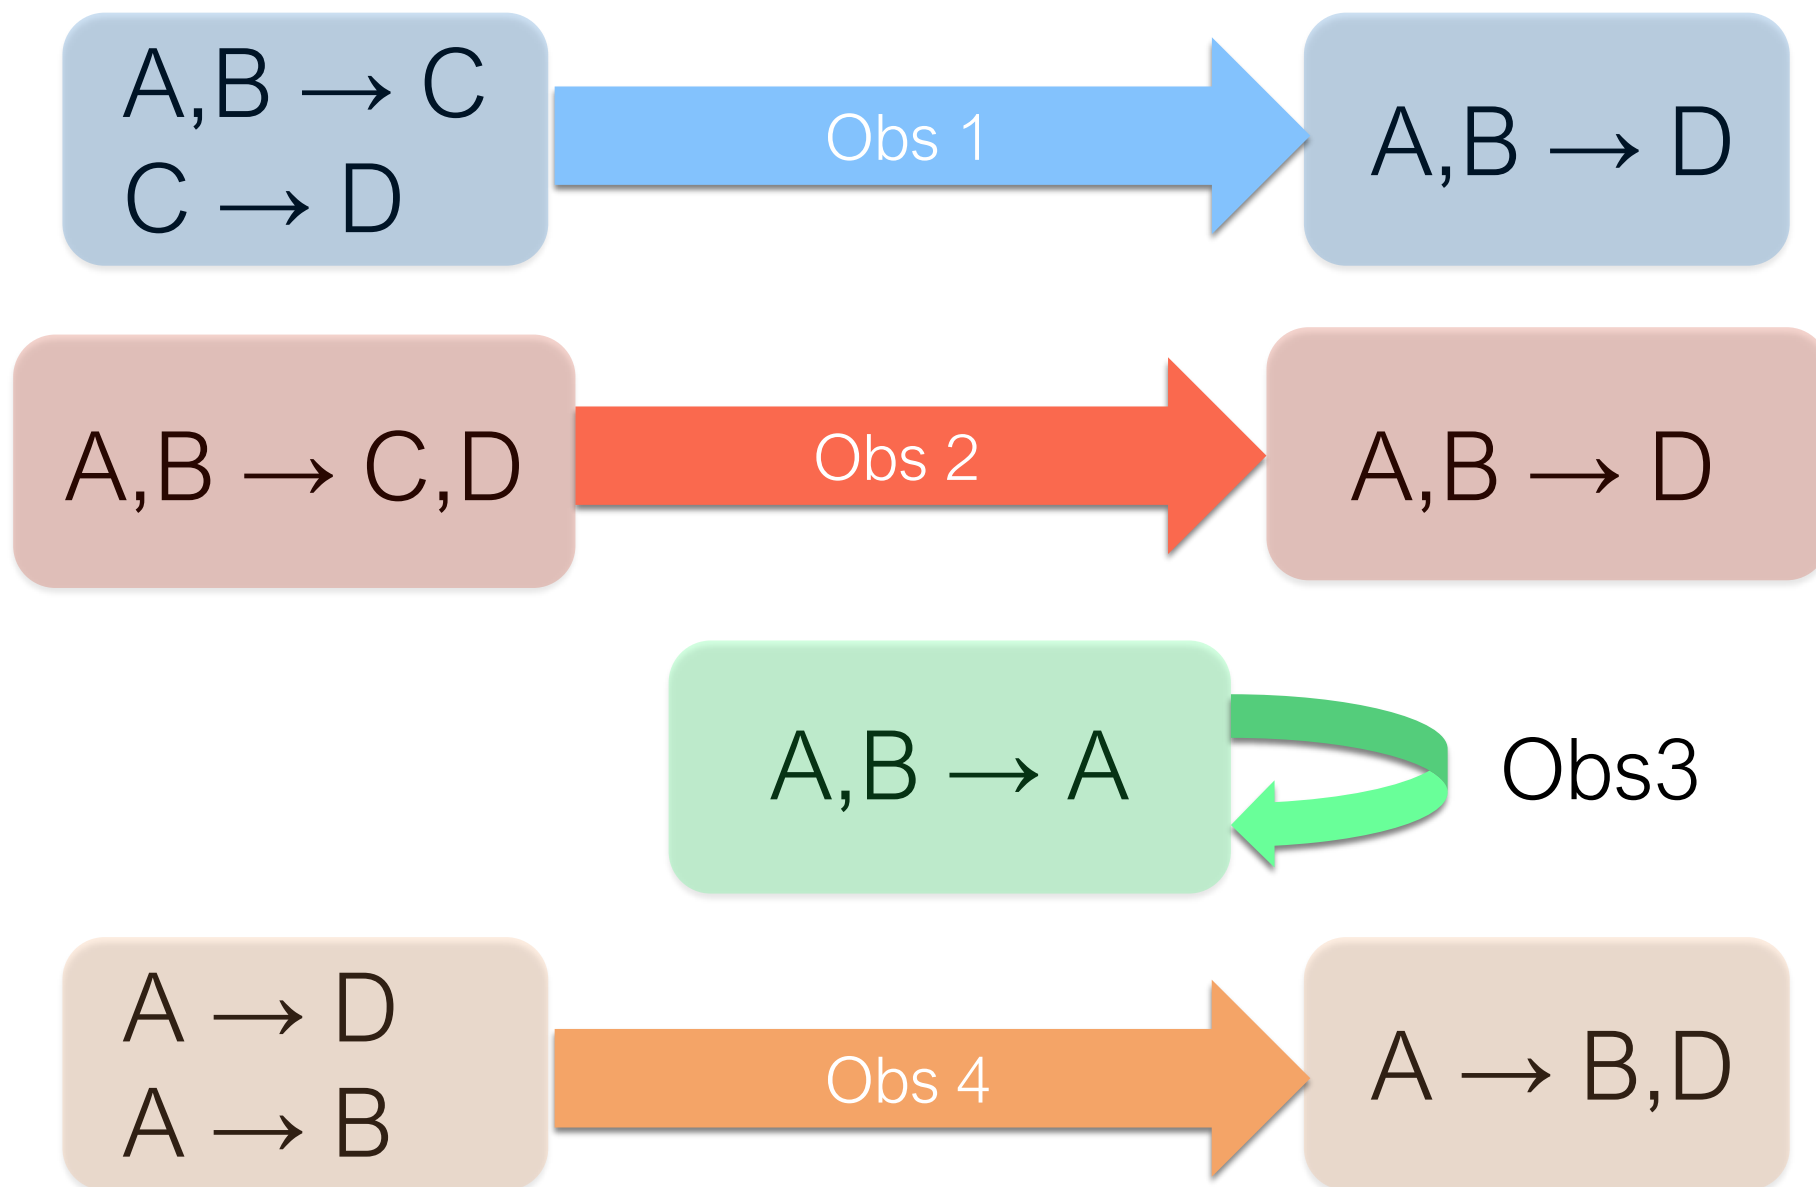 A,B → C
C → D
Obs 1
A,B → D
A,B → C,D
Obs 2
A,B → D
A,B → A
Obs3
A → D
A → B
Obs 4
A → B,D